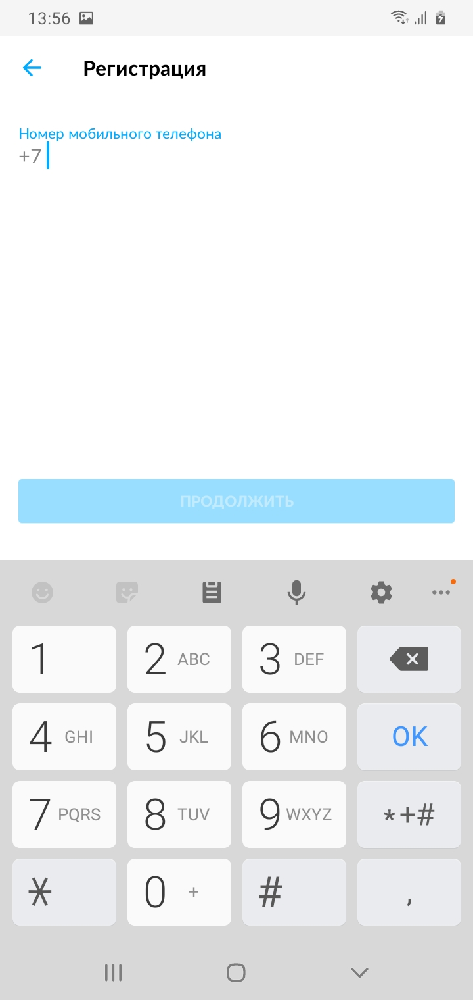 13:56
Регистрация
Номер мобильного телефона
+7
ПРОДОЛЖИТЬ
1 2 ABC 3 DEF
4 GHI 5 JKL 6 MNO OK
7 PQRS 8 TUV 9 WXYZ *+#
* 0 + # ,